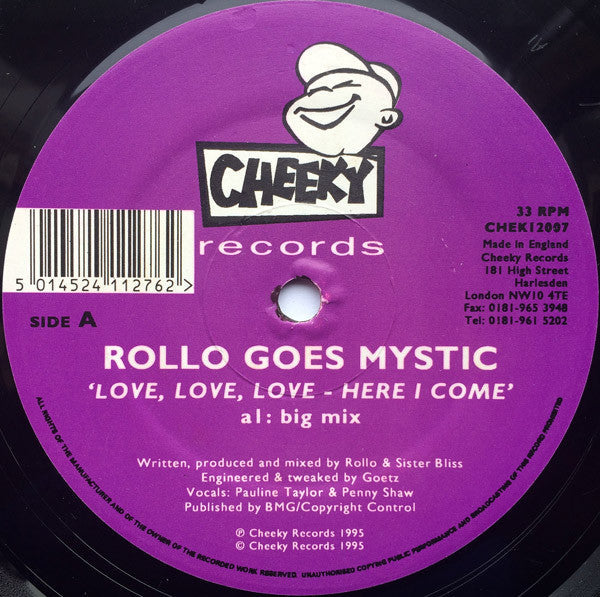 CHEEKY
records
5 014524 112762 >
33 RPM
CHEK12007
Made in England
Cheeky Records
181 High Street
Harlesden
London NW10 4TE
Fax: 0181-965 3948
Tel: 0181-961 5202
SIDE A
ROLLO GOES MYSTIC
‘LOVE, LOVE, LOVE - HERE I COME’
a1: big mix
Written, produced and mixed by Rollo & Sister Bliss
Engineered & tweaked by Goetz
Vocals: Pauline Taylor & Penny Shaw
Published by BMG/Copyright Control
℗ Cheeky Records 1995
© Cheeky Records 1995
ALL RIGHTS OF THE MANUFACTURER AND OF THE OWNER OF THE RECORDED WORK RESERVED. UNAUTHORISED COPYING PUBLIC PERFORMANCE AND BROADCASTING OF THIS RECORD PROHIBITED